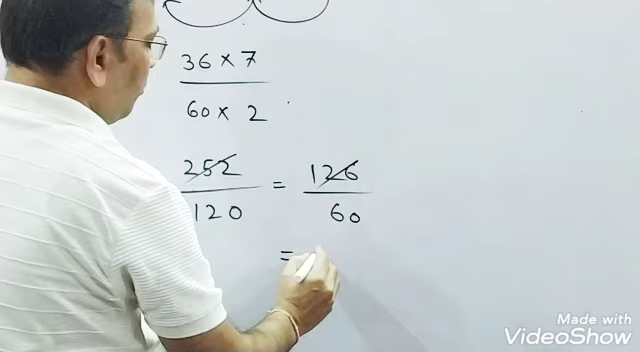 36 × 7
60 × 2
252 = 126
120 60
=
Made with
VideoShow